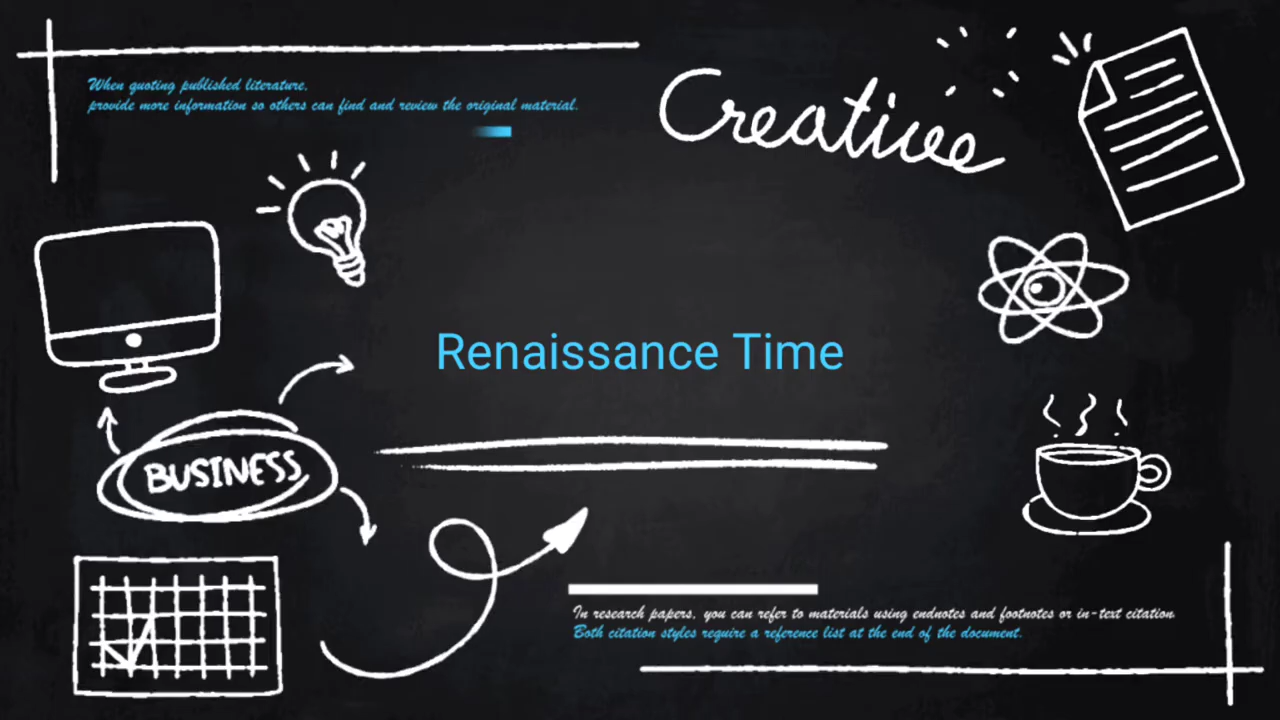 When quoting published literature,
provide more information so others can find and review the original material.
Creative
Renaissance Time
BUSINESS
In research papers, you can refer to materials using endnotes and footnotes or in-text citation.
Both citation styles require a reference list at the end of the document.